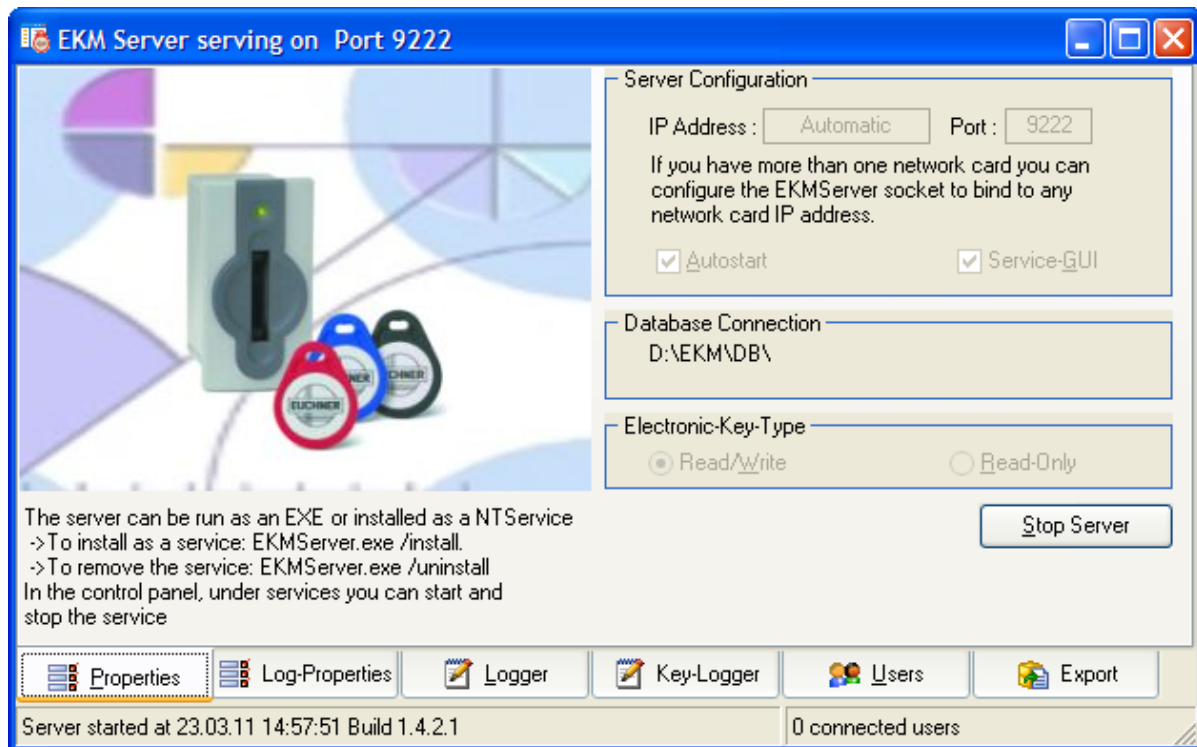 EKM Server serving on Port 9222
EUCHNER
Server Configuration
IP Address : Automatic Port : 9222
If you have more than one network card you can
configure the EKMServer socket to bind to any
network card IP address.
Autostart Service-GUI
Database Connection
D:\EKM\DB\
Electronic-Key-Type
Read/Write Read-Only
The server can be run as an EXE or installed as a NTService
->To install as a service: EKMServer.exe /install.
->To remove the service: EKMServer.exe /uninstall
In the control panel, under services you can start and
stop the service
Stop Server
Properties Log-Properties Logger Key-Logger Users Export
Server started at 23.03.11 14:57:51 Build 1.4.2.1 0 connected users